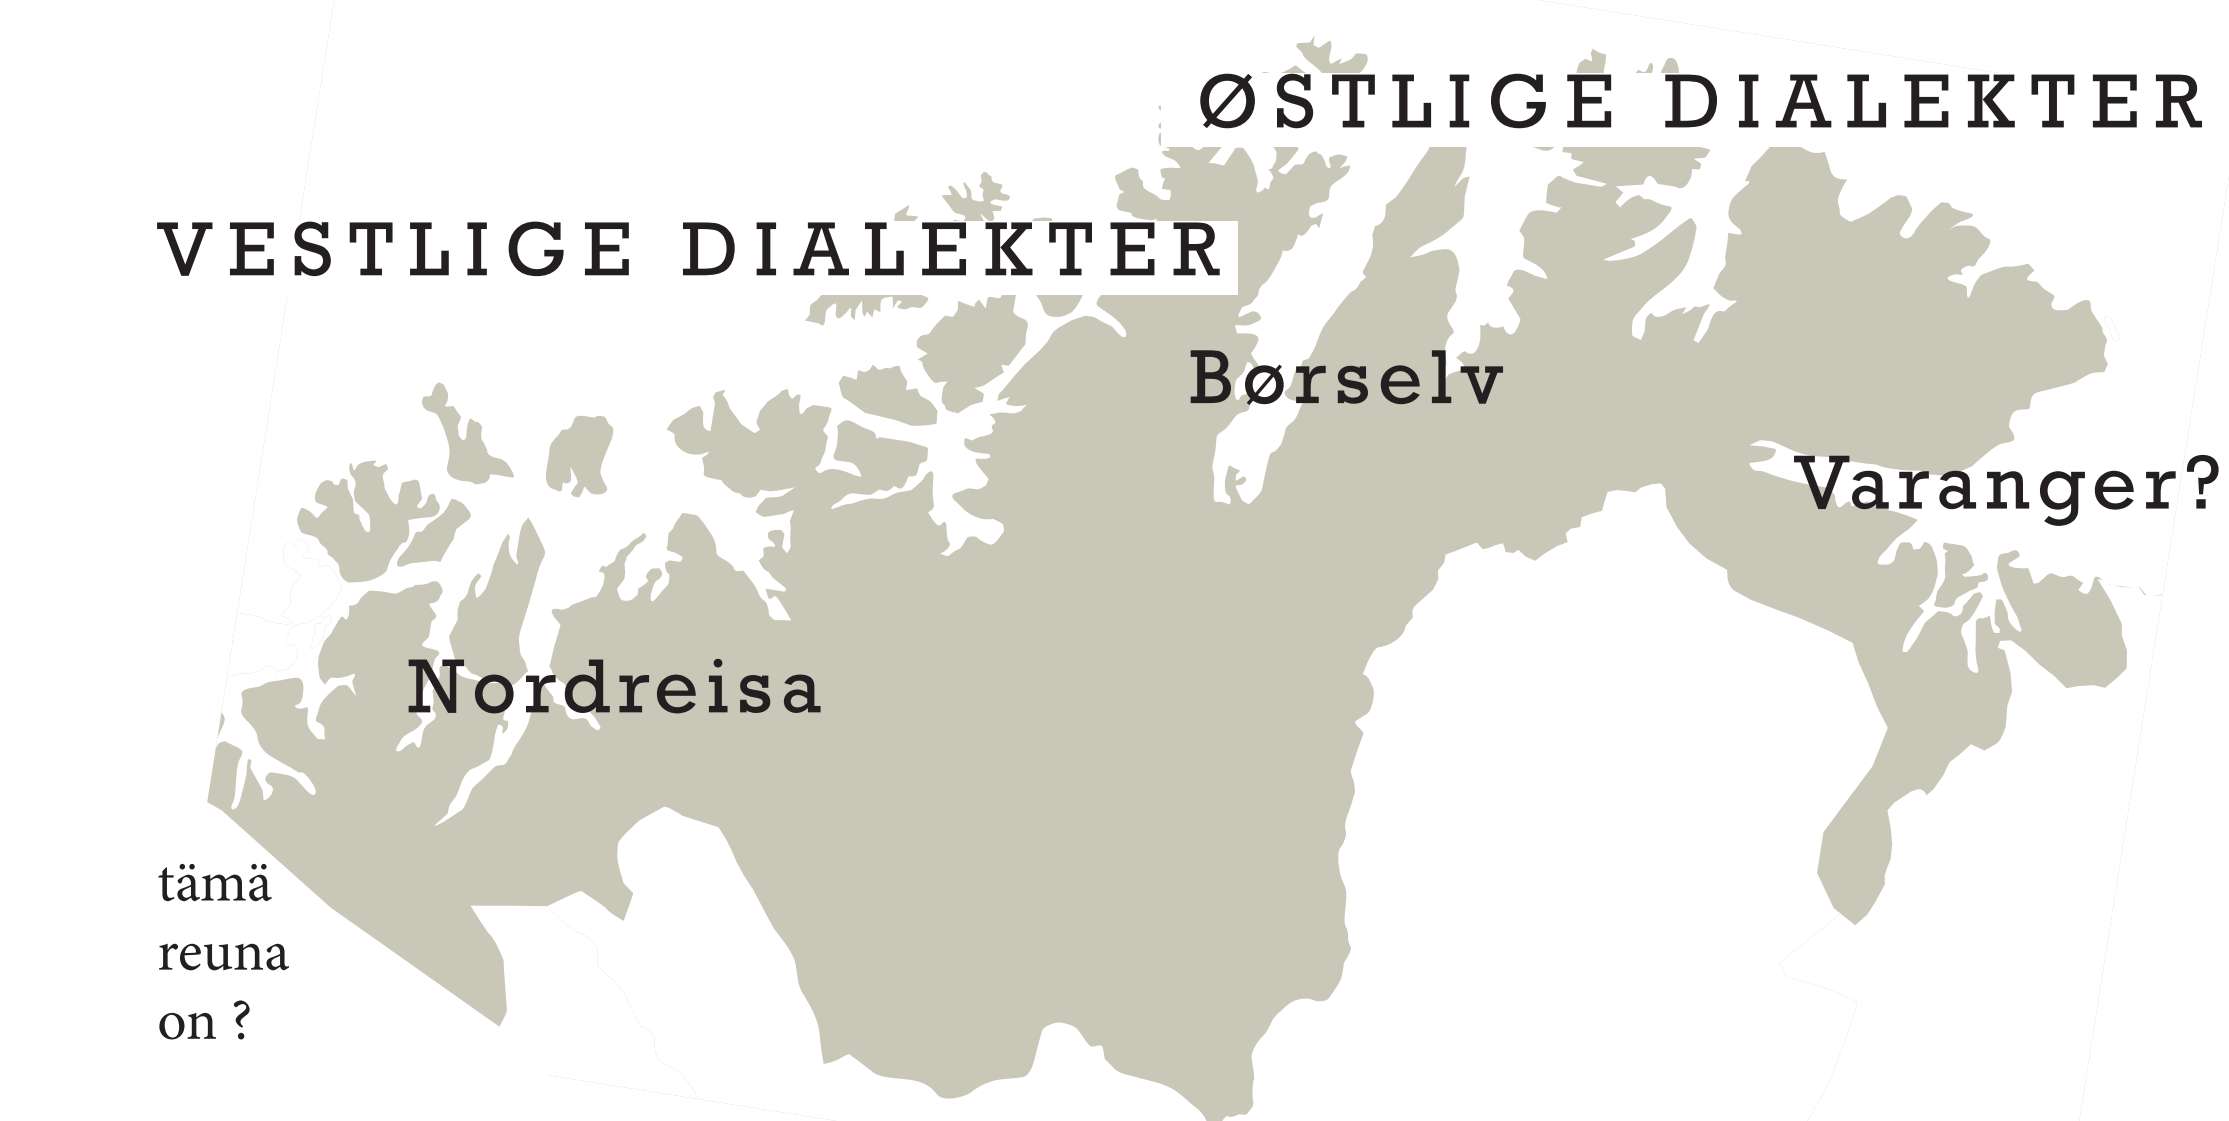 ØSTLIGE DIALEKTER
VESTLIGE DIALEKTER
Børselv
Varanger?
Nordreisa
tämä
reuna
on ?